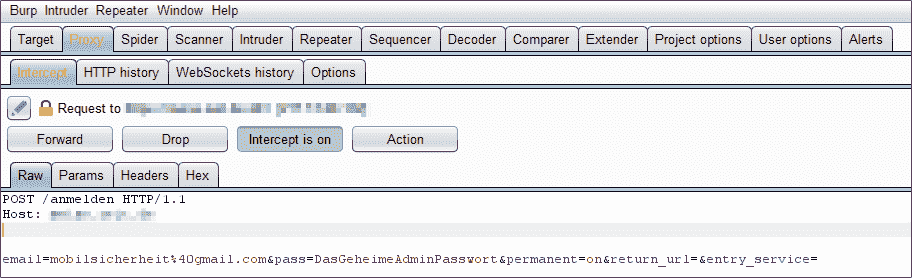 Burp Intruder Repeater Window Help
Target Proxy Spider Scanner Intruder Repeater Sequencer Decoder Comparer Extender Project options User options Alerts
Intercept HTTP history WebSockets history Options
Request to
Forward Drop Intercept is on Action
Raw Params Headers Hex
POST /anmelden HTTP/1.1
Host:
email=mobilsicherheit%40gmail.com&pass=DasGeheimeAdminPasswort&permanent=on&return_url=&entry_service=